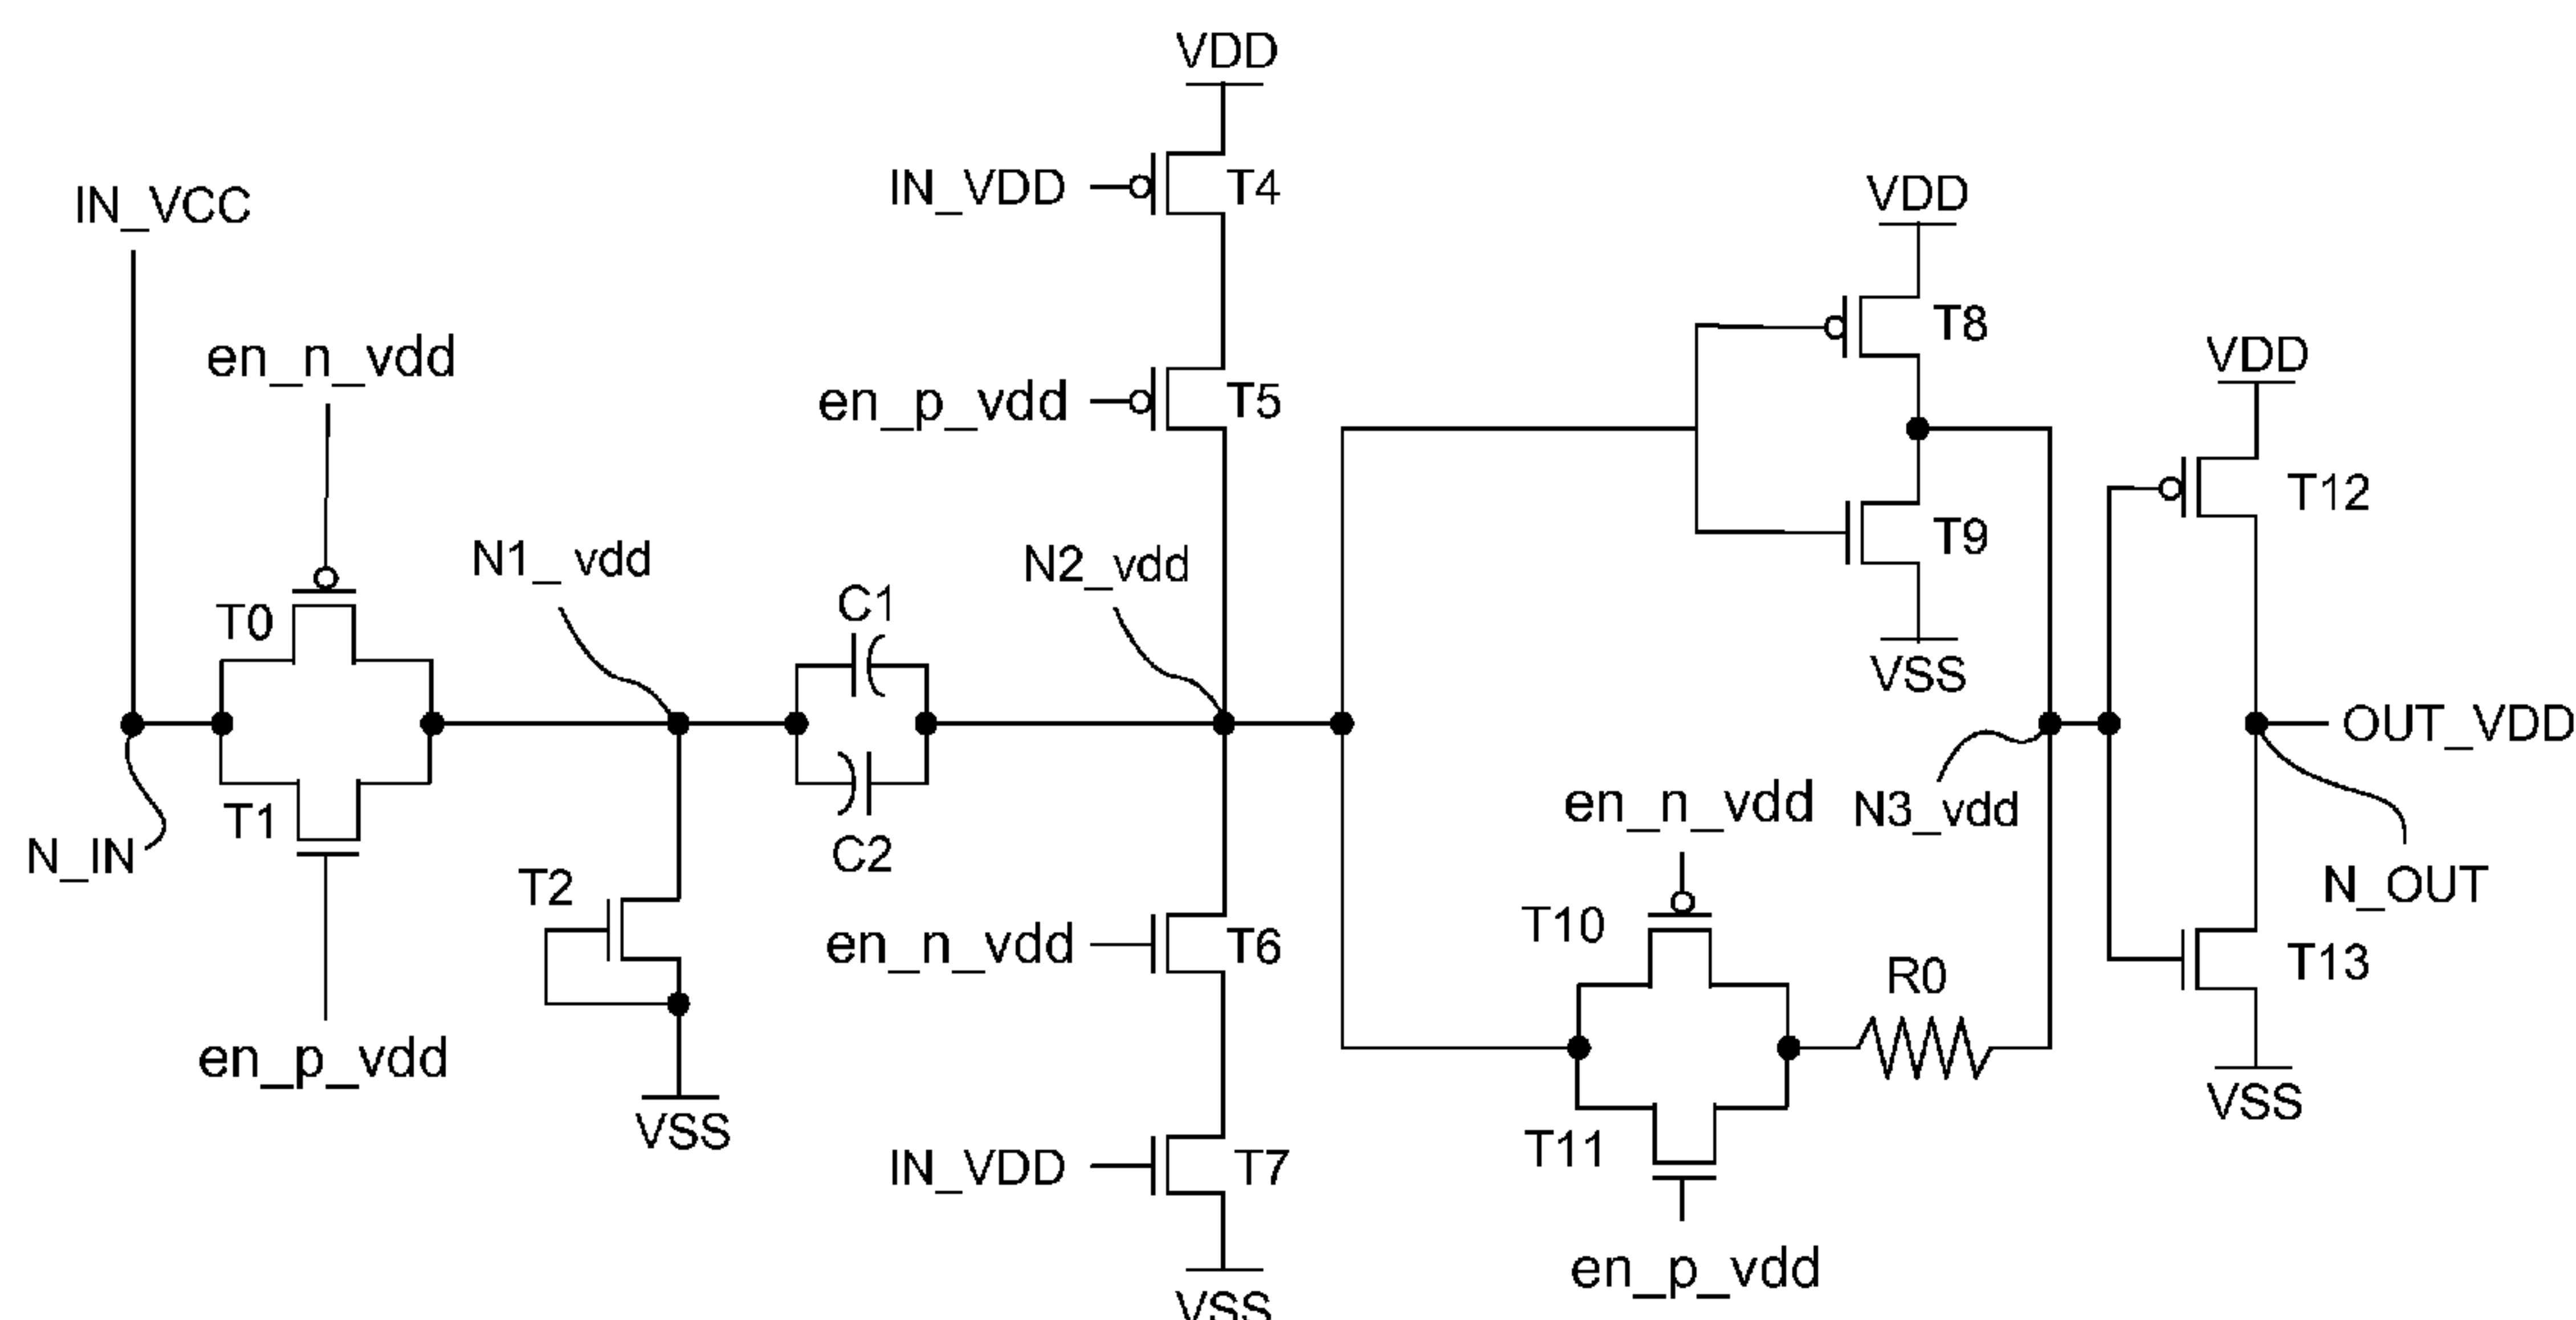 VDD
IN_VDD
T4
IN_VCC
VDD
en_n_vdd
T8
VDD
en_p_vdd
T5
T12
N1_ vdd
N2_vdd
T9
C1
T0
VSS
OUT_VDD
T1
en_n_vdd
N3_vdd
N_IN
C2
T2
N_OUT
T10
en_n_vdd
T6
T13
R0
en_p_vdd
VSS
VSS
T11
IN_VDD
T7
en_p_vdd
VSS